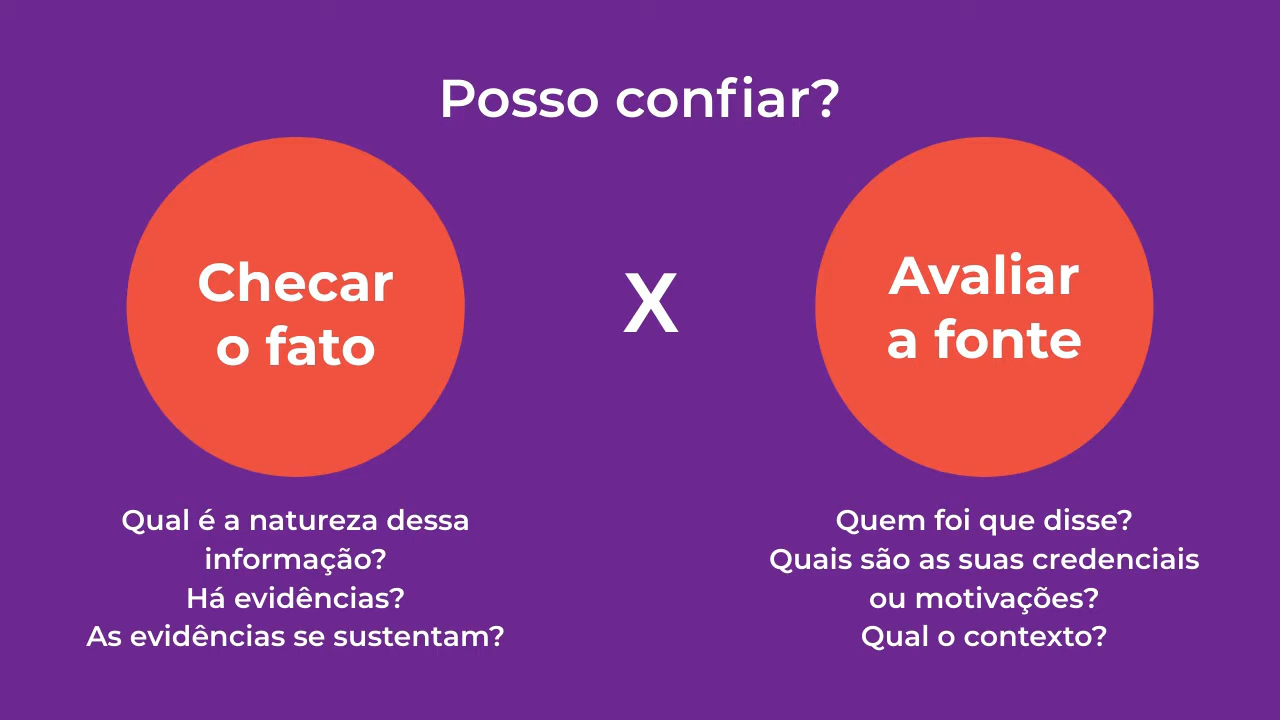 Posso confiar?
Checar
o fato
X
Avaliar
a fonte
Qual é a natureza dessa
informação?
Há evidências?
As evidências se sustentam?
Quem foi que disse?
Quais são as suas credenciais
ou motivações?
Qual o contexto?